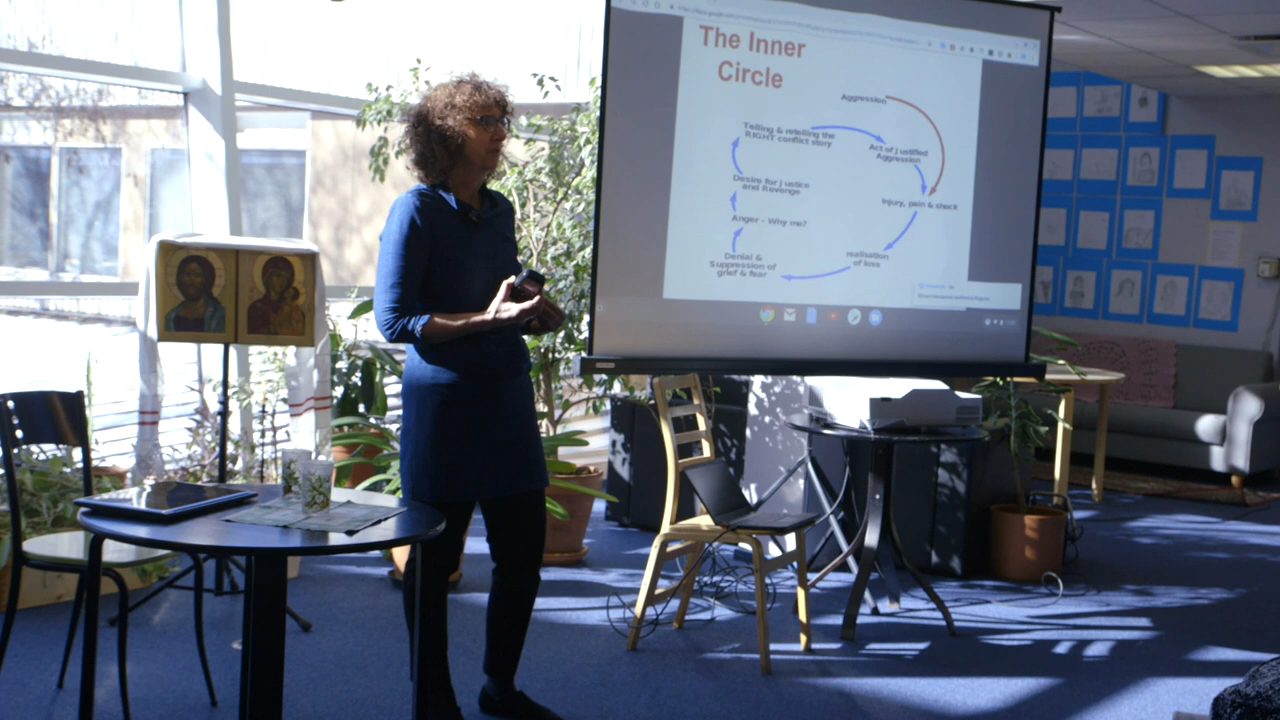 The Inner
Circle
Aggression
Telling & retelling the
RIGHT conflict story
Act of Justified
Aggression
Desire for Justice
and Revenge
Injury, pain & shock
Anger - Why me?
Denial &
Suppression of
grief & fear
realisation
of loss